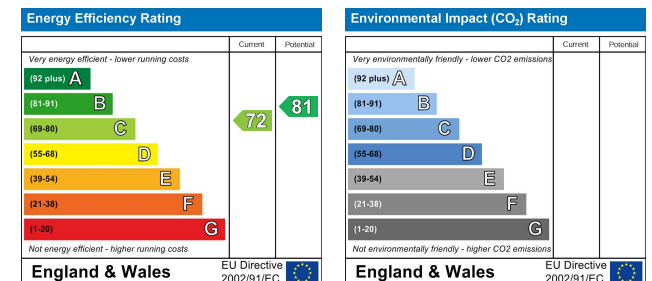 Energy Efficiency Rating
Current Potential
Very energy efficient - lower running costs
(92 plus) A
(81-91) B
(69-80) C
(55-68) D
(39-54) E
(21-38) F
(1-20) G
72
81
Not energy efficient - higher running costs
England & Wales
EU Directive
2002/91/EC
Environmental Impact (CO2) Rating
Current Potential
Very environmentally friendly - lower CO2 emissions
(92 plus) A
(81-91) B
(69-80) C
(55-68) D
(39-54) E
(21-38) F
(1-20) G
Not environmentally friendly - higher CO2 emissions
England & Wales
EU Directive
2002/91/EC